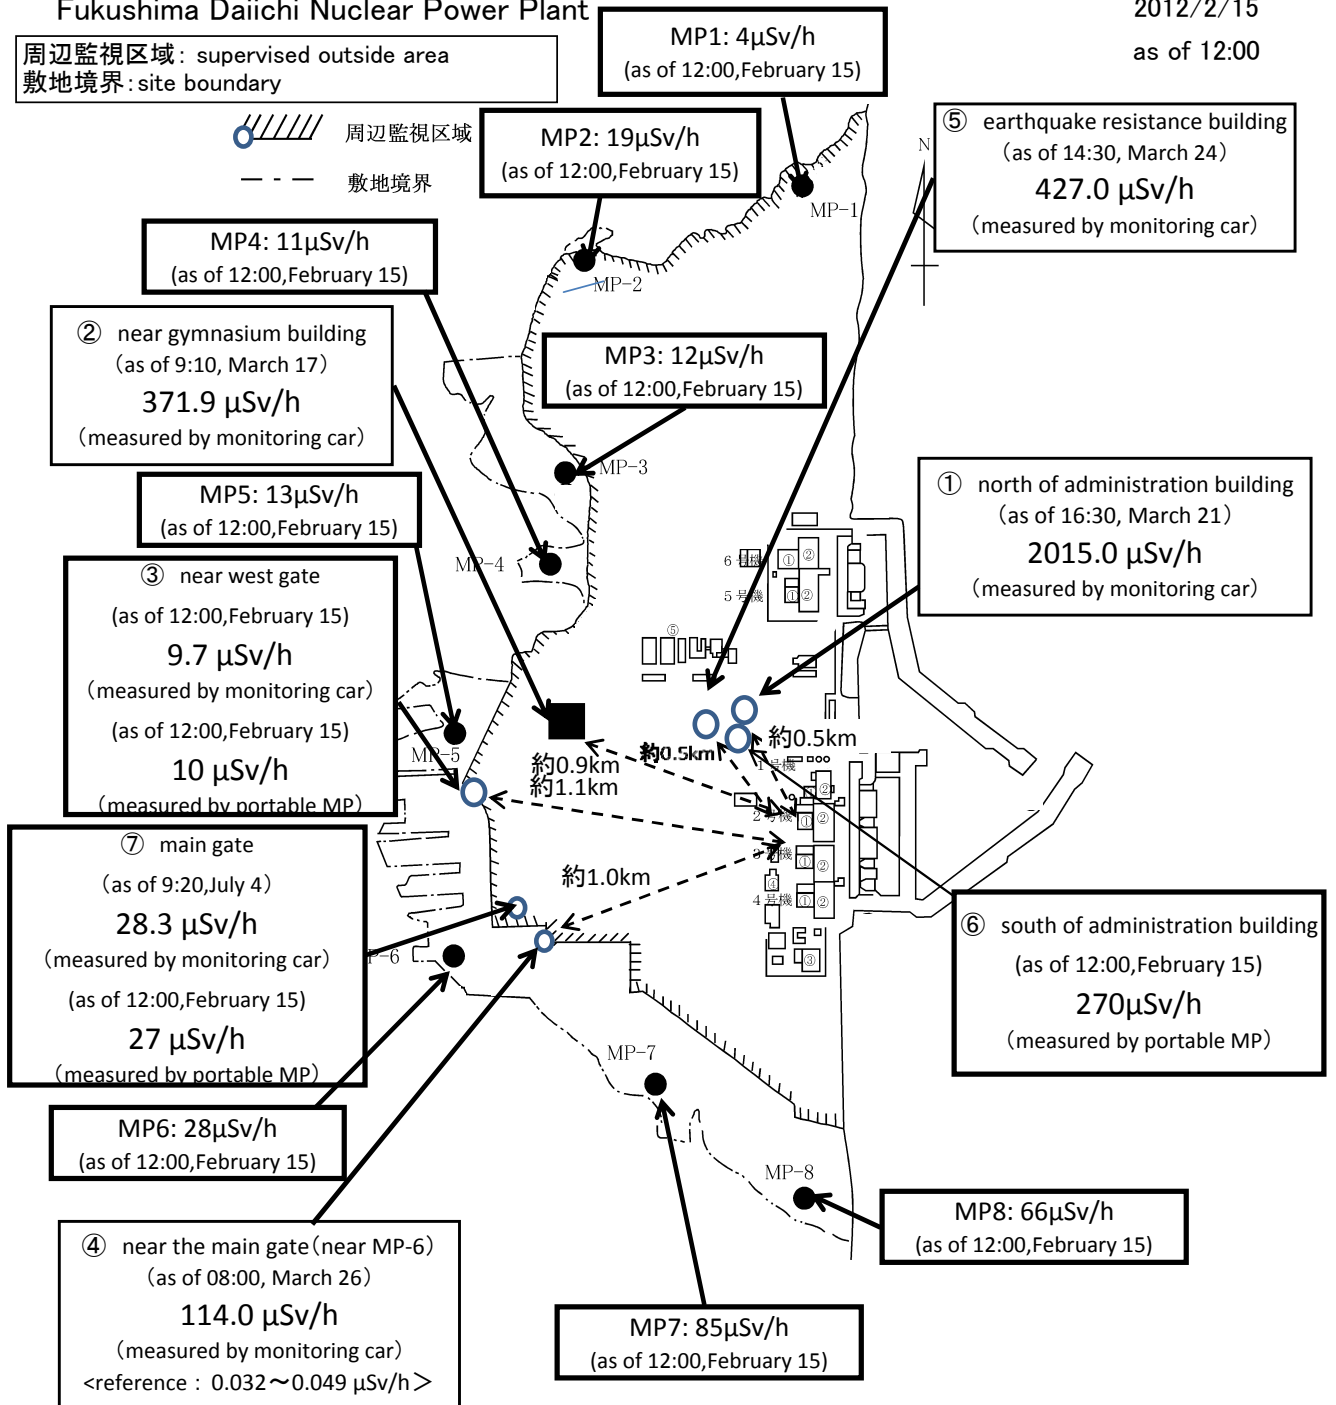 Fukushima Daiichi Nuclear Power Plant
2012/2/15
as of 12:00
周辺監視区域: supervised outside area
敷地境界:site boundary
周辺監視区域
敷地境界
MP1: 4μSv/h
(as of 12:00,February 15)
MP2: 19μSv/h
(as of 12:00,February 15)
⑤ earthquake resistance building
(as of 14:30, March 24)
427.0 μSv/h
(measured by monitoring car)
N
MP-1
MP4: 11μSv/h
(as of 12:00,February 15)
MP-2
② near gymnasium building
(as of 9:10, March 17)
371.9 μSv/h
(measured by monitoring car)
MP3: 12μSv/h
(as of 12:00,February 15)
MP-3
① north of administration building
(as of 16:30, March 21)
2015.0 μSv/h
(measured by monitoring car)
MP5: 13μSv/h
(as of 12:00,February 15)
MP-4
③ near west gate
(as of 12:00,February 15)
9.7 μSv/h
(measured by monitoring car)
(as of 12:00,February 15)
10 μSv/h
(measured by portable MP)
6号機
① ②
5号機
① ②
⑤
MP-5
約0.9km
約1.1km
約0.5km
約0.5km
1号機
②
2号機
① ②
3号機
① ②
④
4号機
① ②
③
約1.0km
⑦ main gate
(as of 9:20,July 4)
28.3 μSv/h
(measured by monitoring car)
(as of 12:00,February 15)
27 μSv/h
(measured by portable MP)
P-6
⑥ south of administration building
(as of 12:00,February 15)
270μSv/h
(measured by portable MP)
MP-7
MP6: 28μSv/h
(as of 12:00,February 15)
MP-8
MP8: 66μSv/h
(as of 12:00,February 15)
④ near the main gate(near MP-6)
(as of 08:00, March 26)
114.0 μSv/h
(measured by monitoring car)
<reference : 0.032～0.049 μSv/h>
MP7: 85μSv/h
(as of 12:00,February 15)